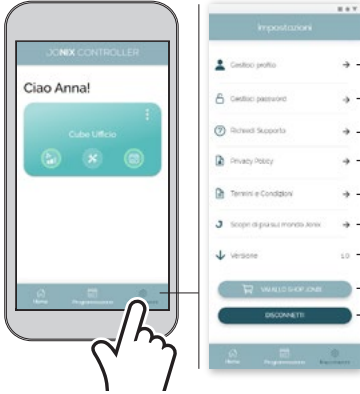 JONIX CONTROLLER
Ciao Anna!
Cube Ufficio
Home
Programmazione
Impostazioni
Gestisci profilo
Gestisci password
Richiedi Supporto
Privacy Policy
Termini e Condizioni
Scopri di più sul mondo Jonix
Versione
1.0
VAI ALLO SHOP JONIX
DISCONNETTI
Home
Programmazione
Impostazioni